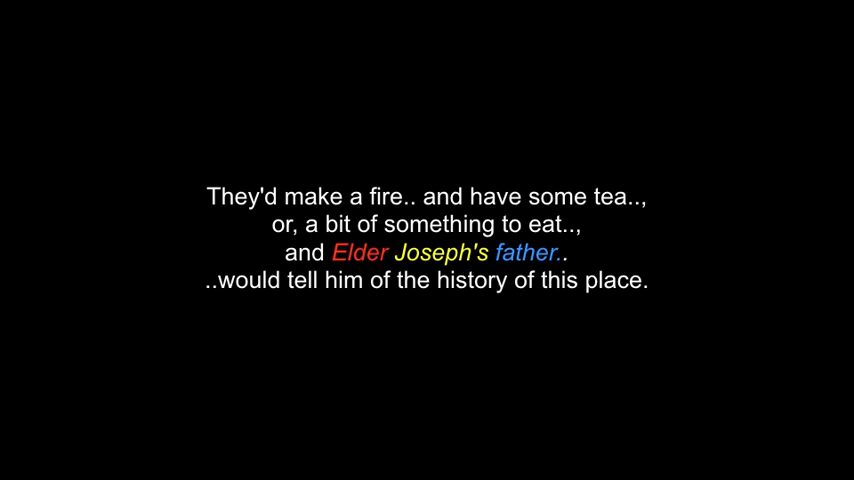 They'd make a fire.. and have some tea..,
or, a bit of something to eat..,
and Elder Joseph's father..
..would tell him of the history of this place.